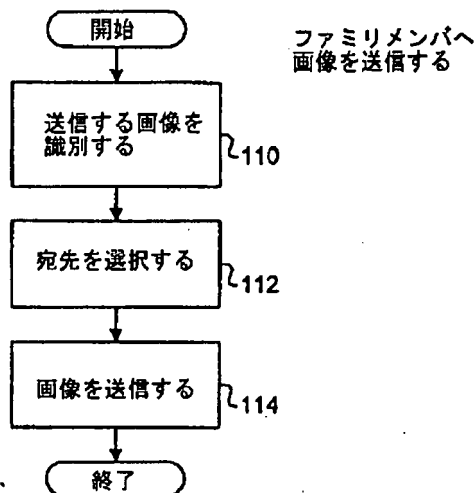 開始
ファミリメンバへ
画像を送信する
送信する画像を
識別する
110
宛先を選択する
112
画像を送信する
114
終了